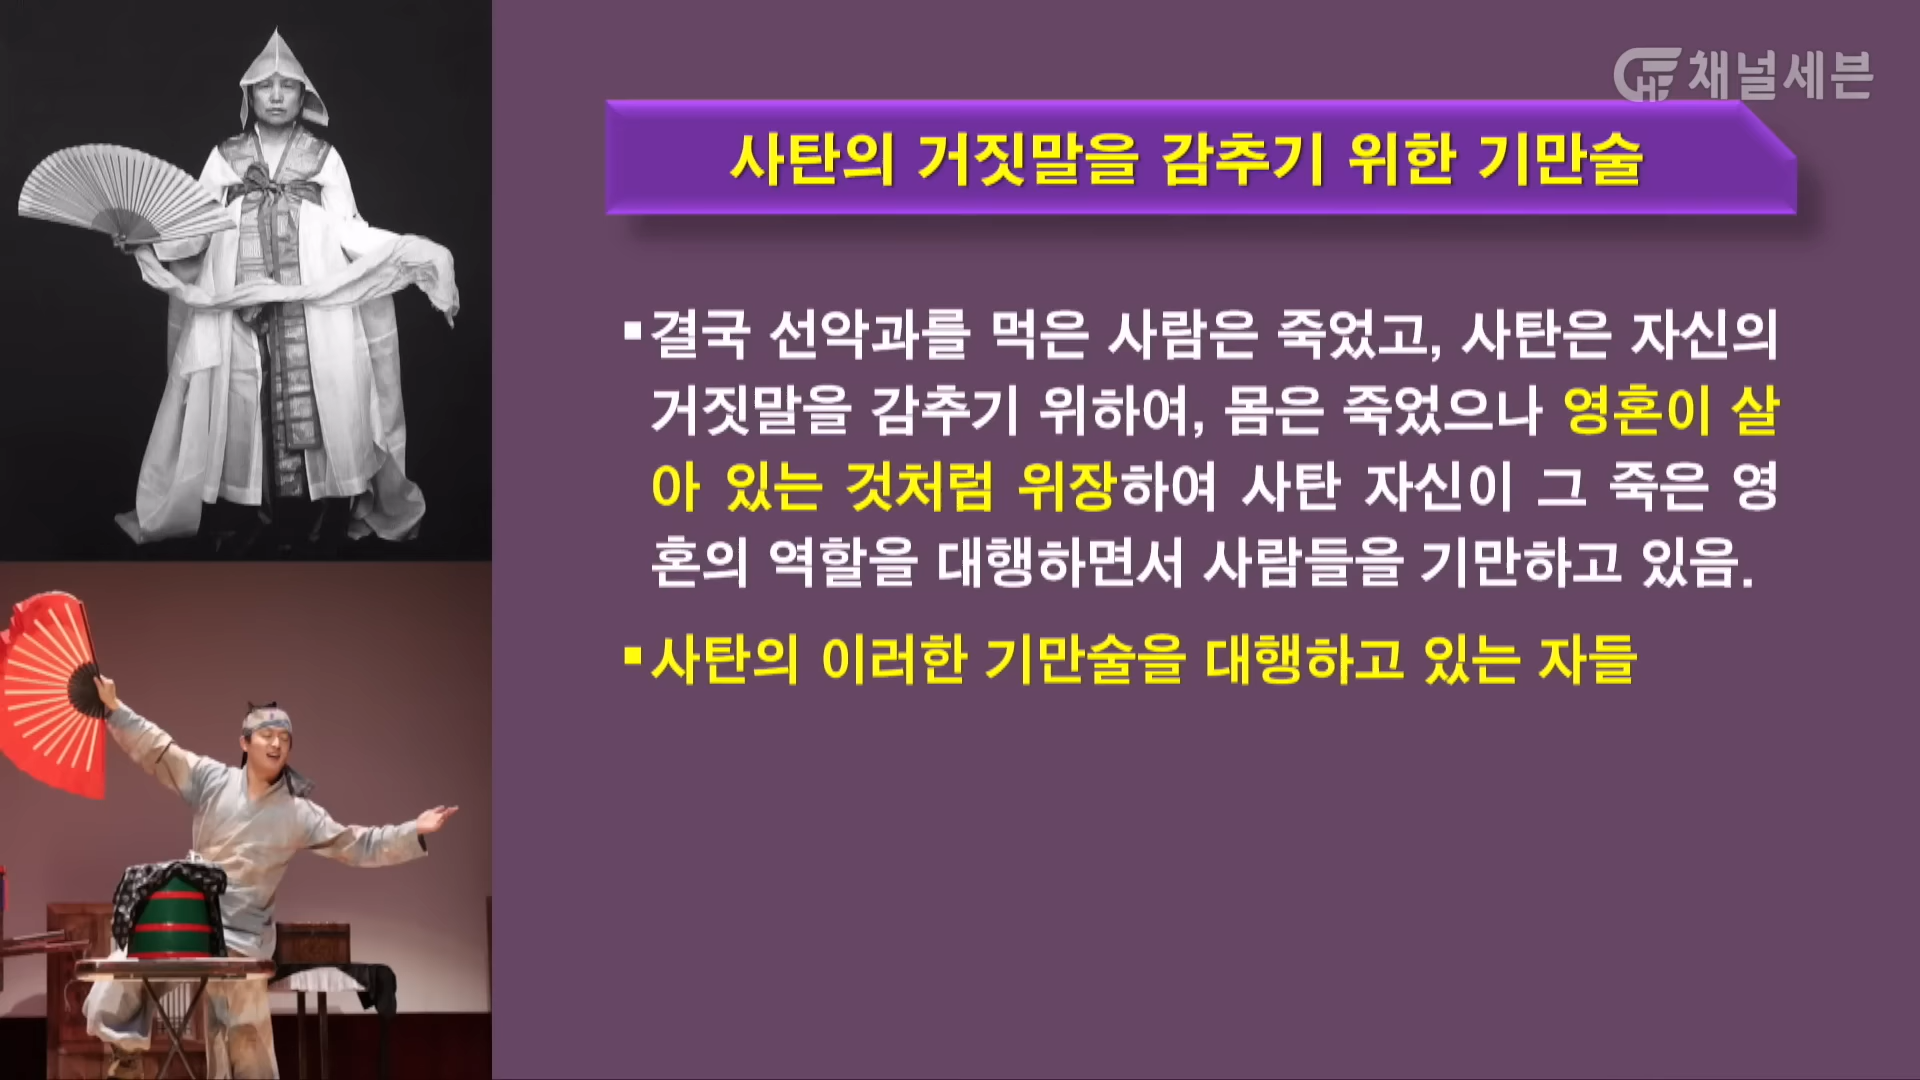 채널세븐
사탄의 거짓말을 감추기 위한 기만술
▪결국 선악과를 먹은 사람은 죽었고, 사탄은 자신의
거짓말을 감추기 위하여, 몸은 죽었으나 영혼이 살
아 있는 것처럼 위장하여 사탄 자신이 그 죽은 영
혼의 역할을 대행하면서 사람들을 기만하고 있음.
▪사탄의 이러한 기만술을 대행하고 있는 자들